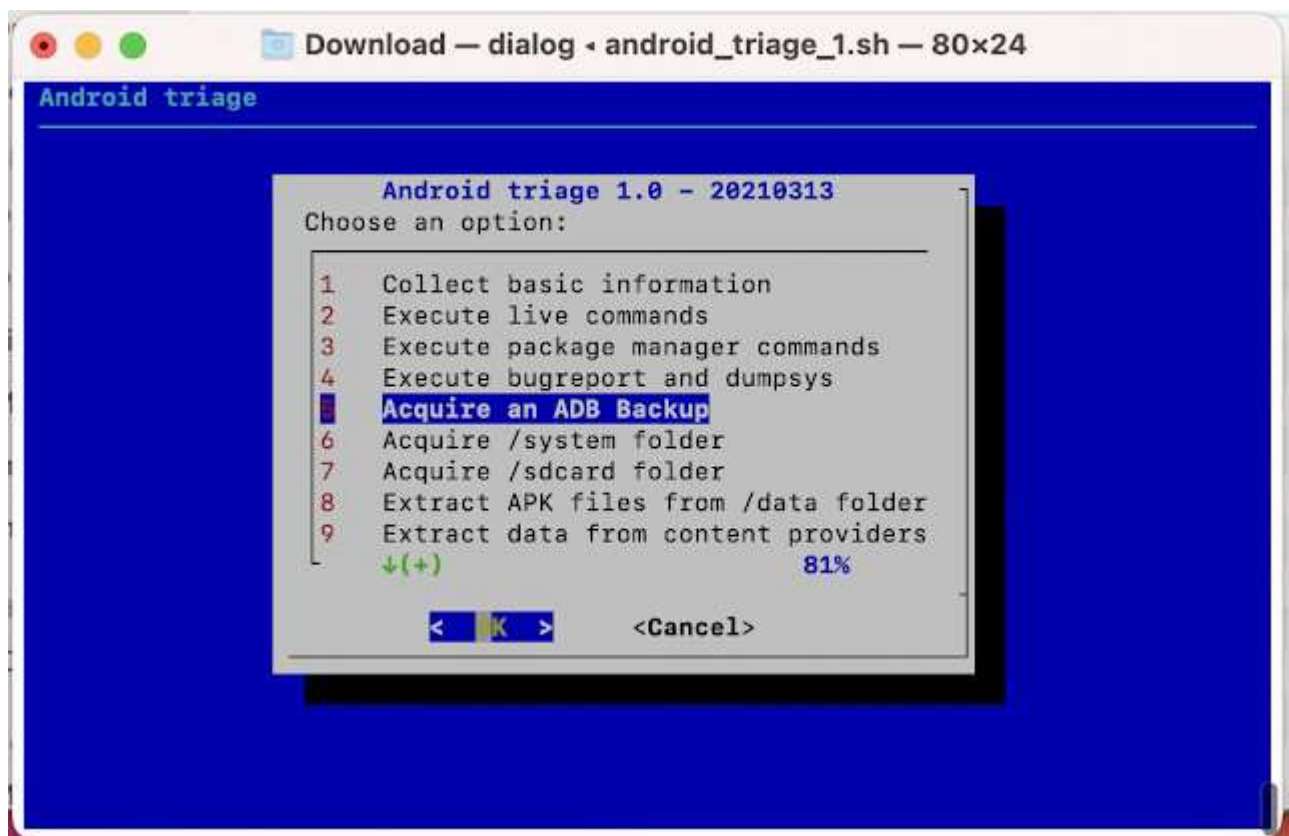 Download — dialog ◂ android_triage_1.sh — 80×24
Android triage
Android triage 1.0 – 20210313
Choose an option:
1 Collect basic information
2 Execute live commands
3 Execute package manager commands
4 Execute bugreport and dumpsys
5 Acquire an ADB Backup
6 Acquire /system folder
7 Acquire /sdcard folder
8 Extract APK files from /data folder
9 Extract data from content providers
↓(+) 81%
< OK > <Cancel>